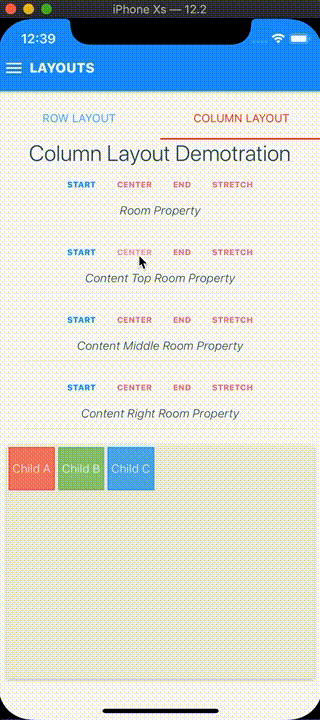 iPhone Xs — 12.2
12:39
LAYOUTS
ROW LAYOUT COLUMN LAYOUT
Column Layout Demotration
START CENTER END STRETCH
Room Property
START CENTER END STRETCH
Content Top Room Property
START CENTER END STRETCH
Content Middle Room Property
START CENTER END STRETCH
Content Right Room Property
Child A Child B Child C